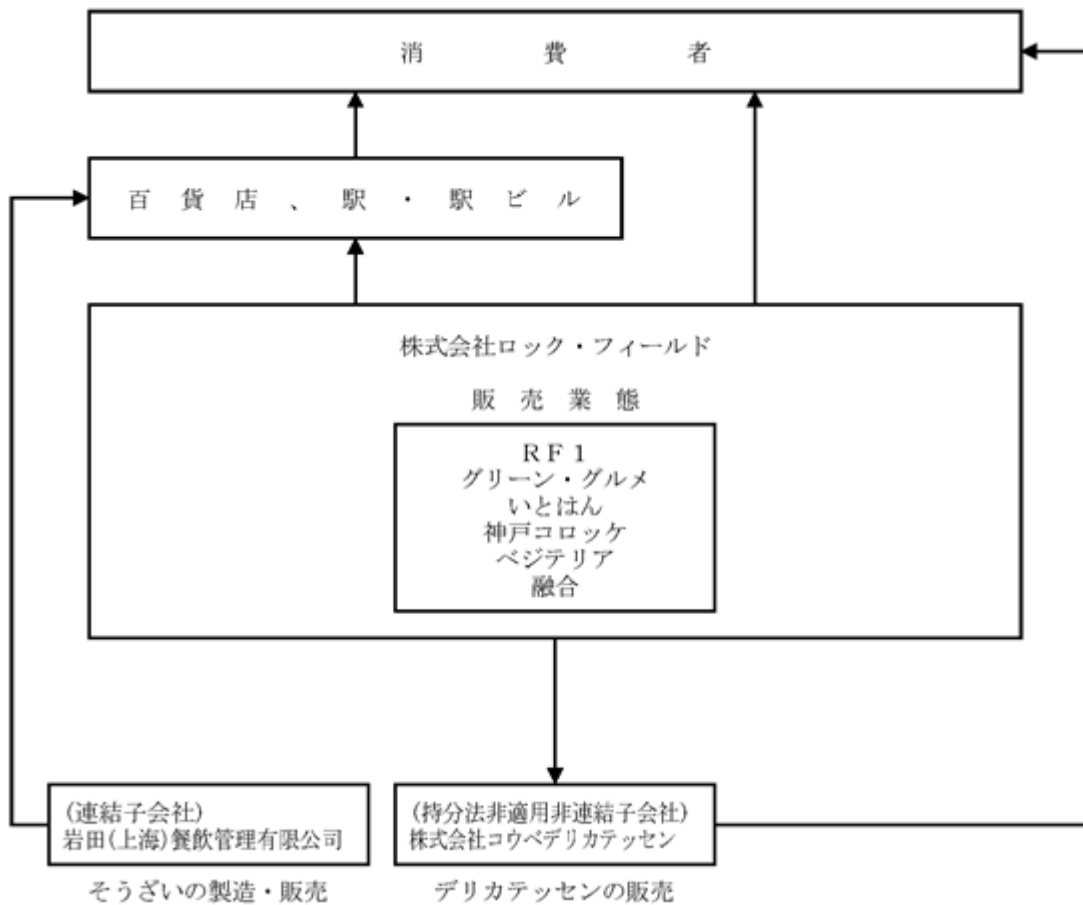 消費者
百貨店、駅・駅ビル
株式会社ロック・フィールド
販売業態
ＲＦ１
グリーン・グルメ
いとはん
神戸コロッケ
ベジテリア
融合
(連結子会社)
岩田(上海)餐飲管理有限公司
そうざいの製造・販売
(持分法非適用非連結子会社)
株式会社コウベデリカテッセン
デリカテッセンの販売